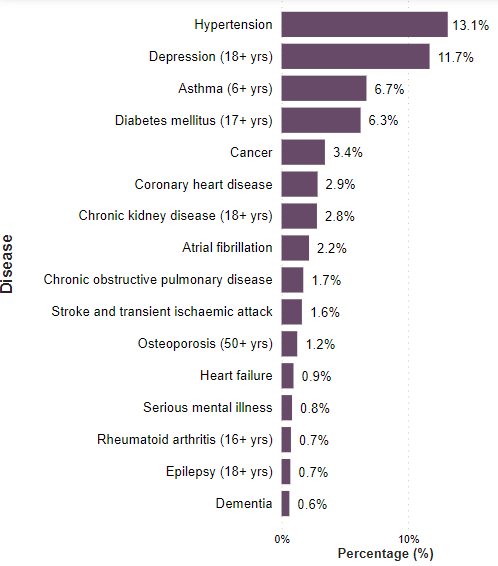 Hypertension 13.1%
Depression (18+ yrs) 11.7%
Asthma (6+ yrs) 6.7%
Diabetes mellitus (17+ yrs) 6.3%
Cancer 3.4%
Coronary heart disease 2.9%
Chronic kidney disease (18+ yrs) 2.8%
Atrial fibrillation 2.2%
Chronic obstructive pulmonary disease 1.7%
Stroke and transient ischaemic attack 1.6%
Osteoporosis (50+ yrs) 1.2%
Heart failure 0.9%
Serious mental illness 0.8%
Rheumatoid arthritis (16+ yrs) 0.7%
Epilepsy (18+ yrs) 0.7%
Dementia 0.6%
Disease
0% 10%
Percentage (%)